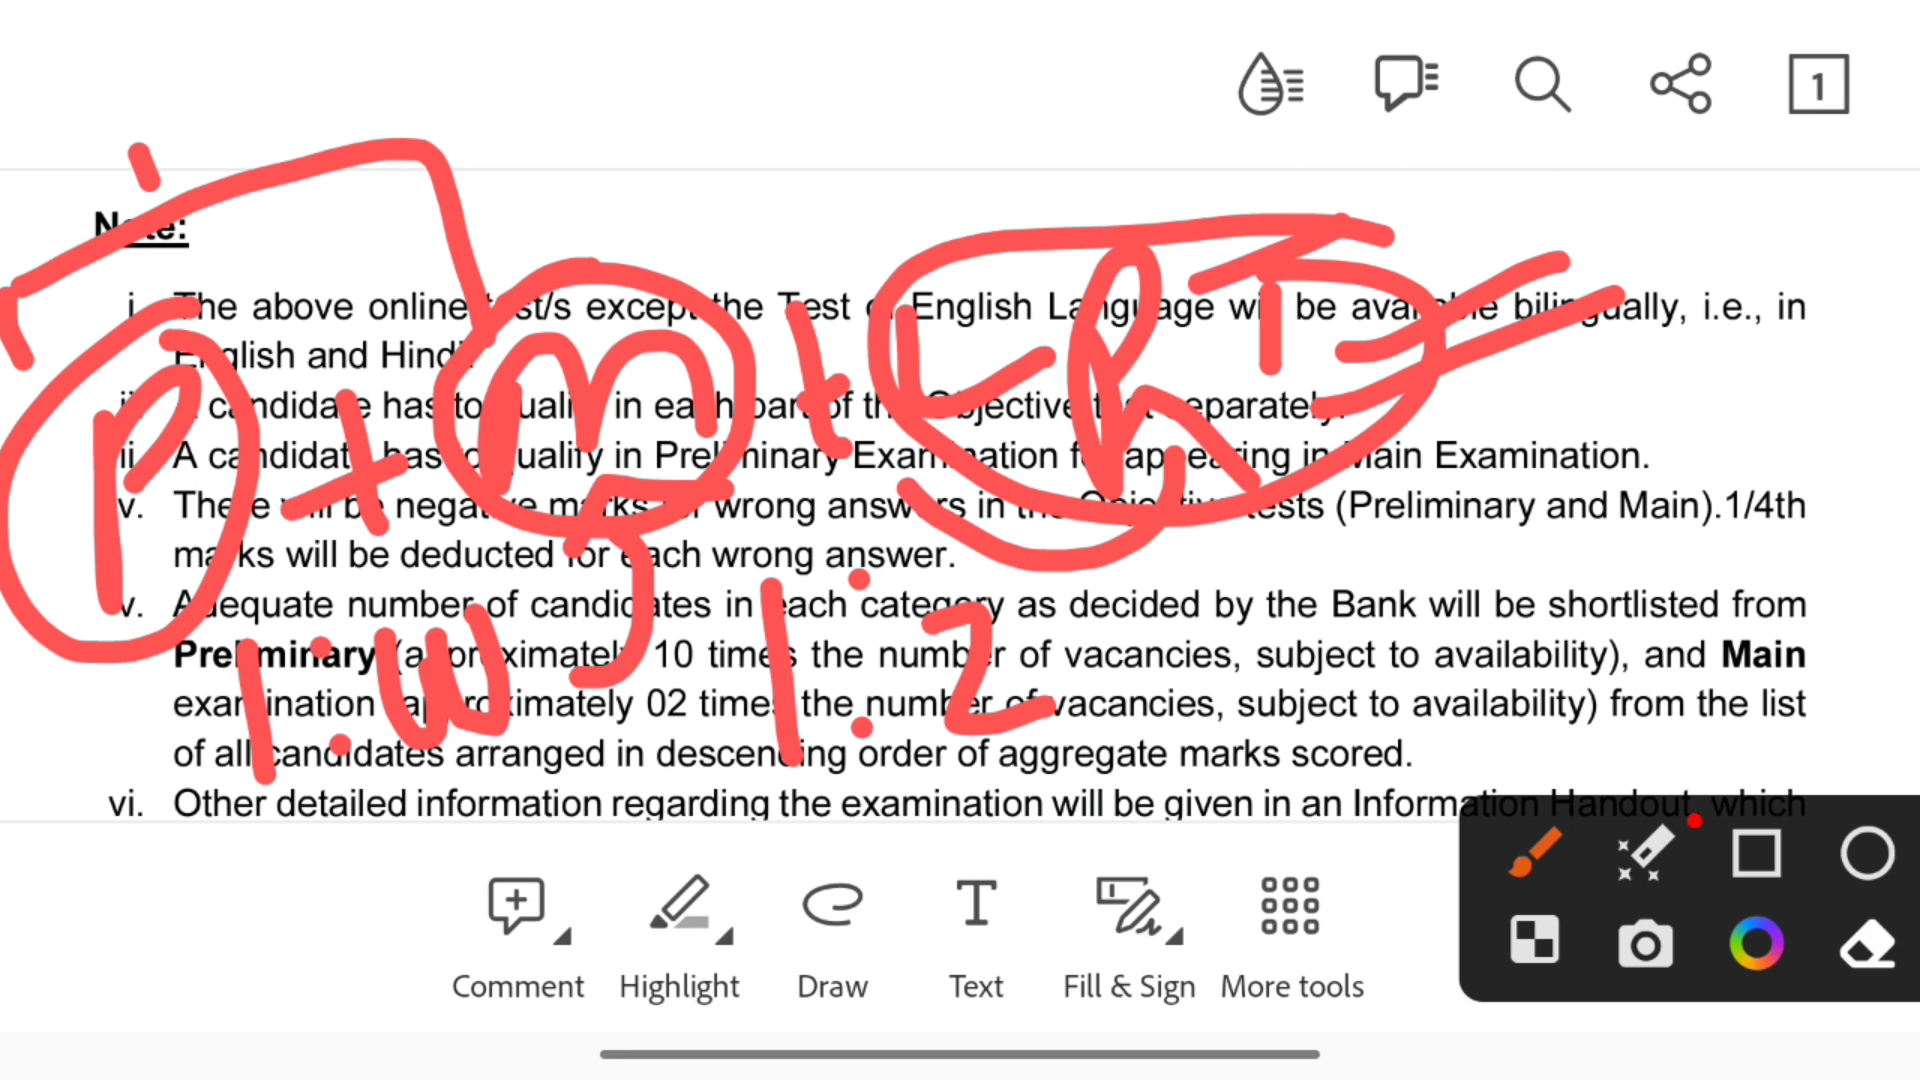 1
Note:
i. The above online test/s except the Test of English Language will be available bilingually, i.e., in
English and Hindi.
ii. A candidate has to qualify in each part of the Objective test separately.
iii. A candidate has to qualify in Preliminary Examination for appearing in Main Examination.
iv. There will be negative marks for wrong answers in the Objective tests (Preliminary and Main).1/4th
marks will be deducted for each wrong answer.
v. Adequate number of candidates in each category as decided by the Bank will be shortlisted from
Preliminary (approximately 10 times the number of vacancies, subject to availability), and Main
examination (approximately 02 times the number of vacancies, subject to availability) from the list
of all candidates arranged in descending order of aggregate marks scored.
vi. Other detailed information regarding the examination will be given in an Information Handout, which
P + m + LRT
1:2
Comment Highlight Draw Text Fill & Sign More tools